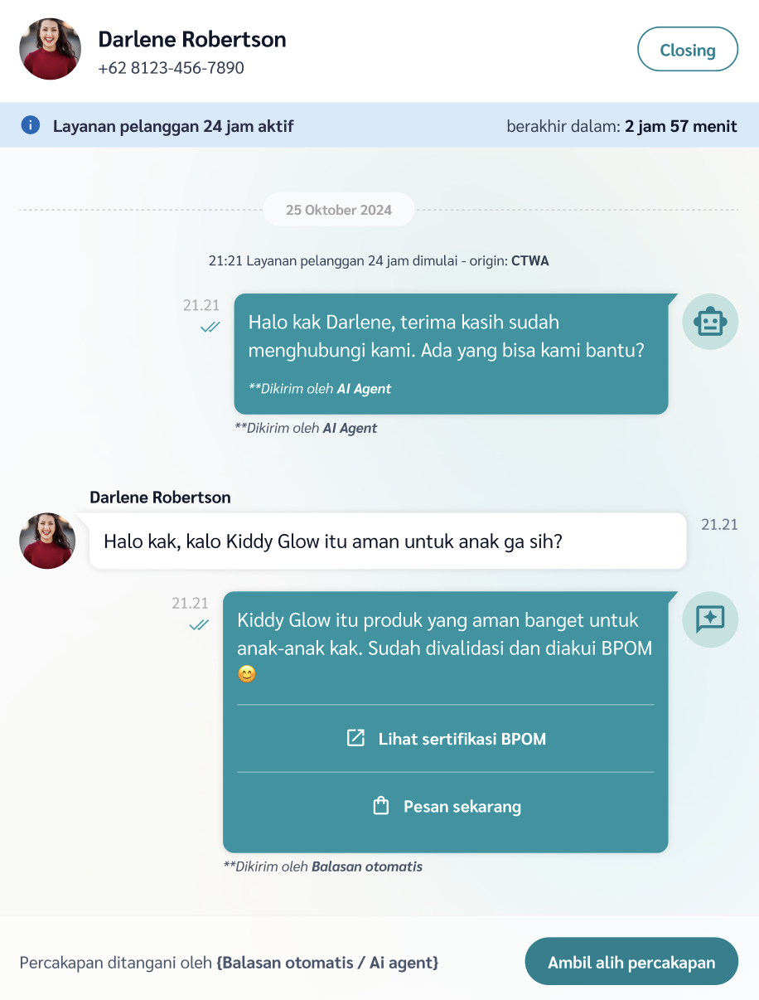 Darlene Robertson
+62 8123-456-7890
Closing
Layanan pelanggan 24 jam aktif
berakhir dalam: 2 jam 57 menit
25 Oktober 2024
21:21 Layanan pelanggan 24 jam dimulai - origin: CTWA
21.21
Halo kak Darlene, terima kasih sudah
menghubungi kami. Ada yang bisa kami bantu?
**Dikirim oleh AI Agent
**Dikirim oleh AI Agent
Darlene Robertson
Halo kak, kalo Kiddy Glow itu aman untuk anak ga sih?
21.21
21.21
Kiddy Glow itu produk yang aman banget untuk
anak-anak kak. Sudah divalidasi dan diakui BPOM
😊
Lihat sertifikasi BPOM
Pesan sekarang
**Dikirim oleh Balasan otomatis
Percakapan ditangani oleh {Balasan otomatis / Ai agent}
Ambil alih percakapan